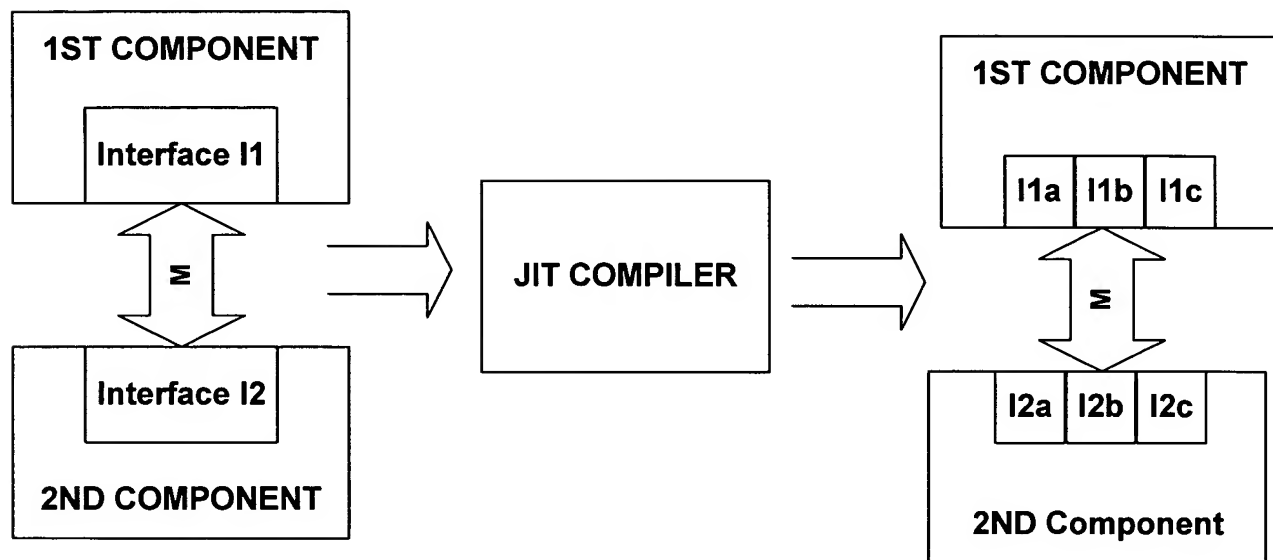 1ST COMPONENT
Interface I1
M
Interface I2
2ND COMPONENT
JIT COMPILER
1ST COMPONENT
I1a I1b I1c
M
I2a I2b I2c
2ND Component